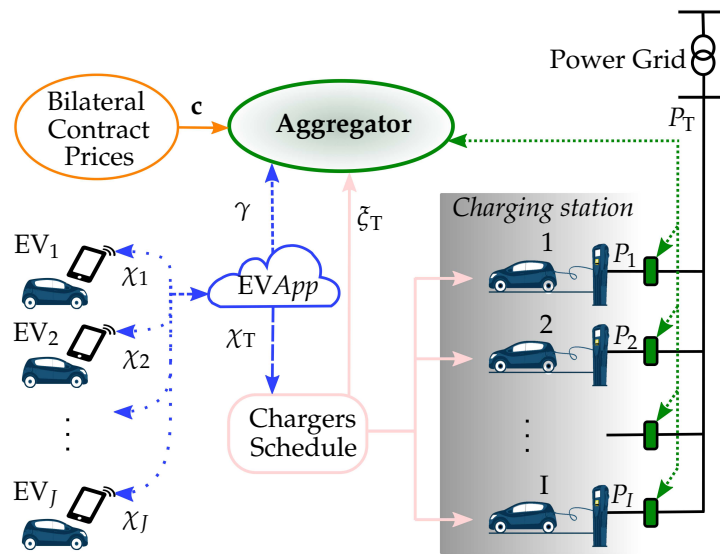 Power Grid
P_T
Bilateral
Contract
Prices
c
Aggregator
γ
ξ_T
Charging station
EV_1
χ_1
EVApp
1
P_1
EV_2
χ_2
χ_T
2
P_2
⋮
Chargers
Schedule
⋮
EV_J
χ_J
I
P_I